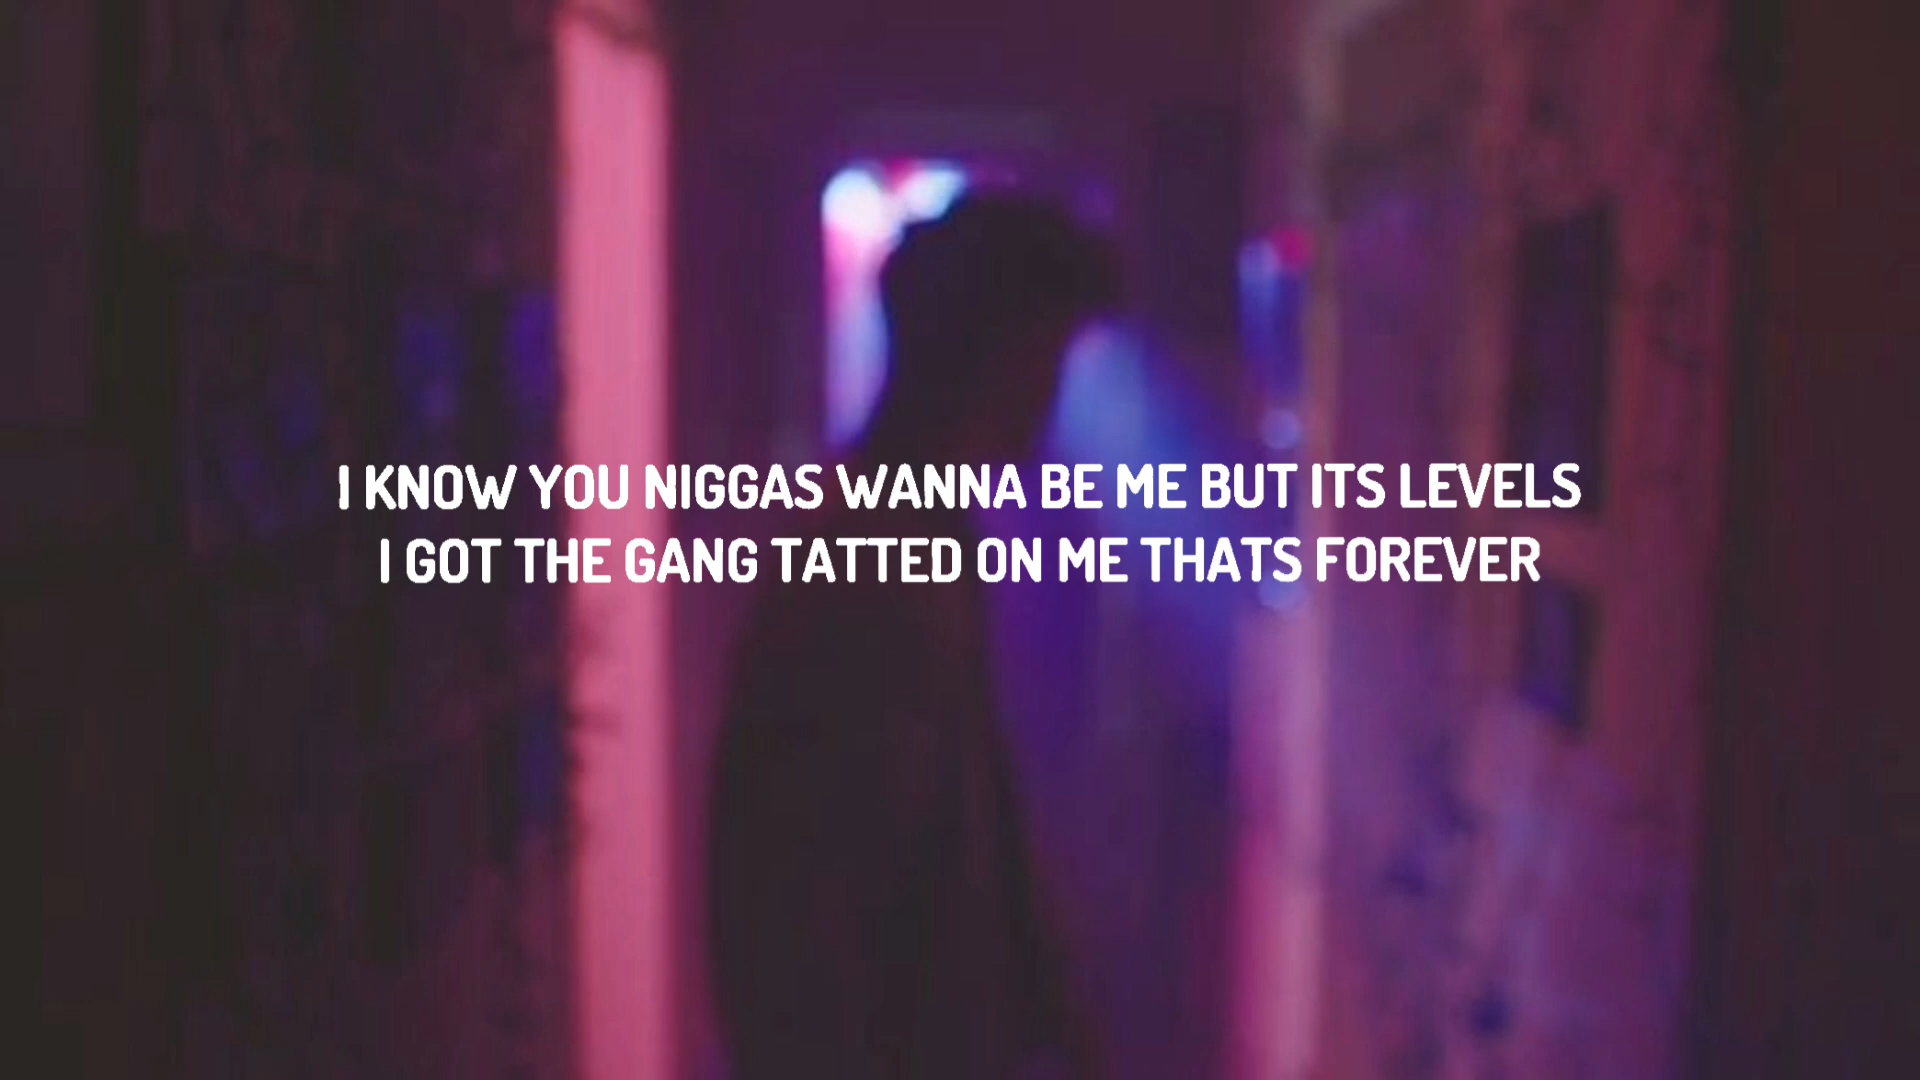 I KNOW YOU NIGGAS WANNA BE ME BUT ITS LEVELS
I GOT THE GANG TATTED ON ME THATS FOREVER